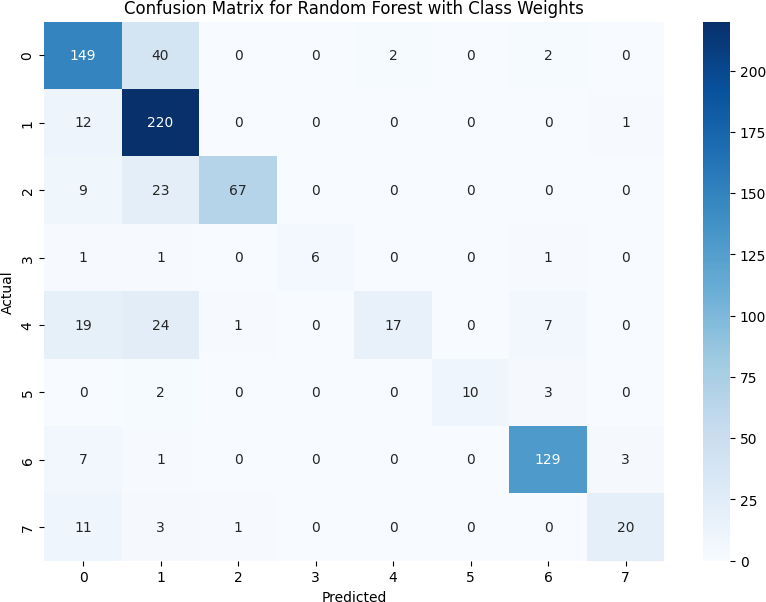 Confusion Matrix for Random Forest with Class Weights
0 149 40 0 0 2 0 2 0
1 12 220 0 0 0 0 0 1
2 9 23 67 0 0 0 0 0
3 1 1 0 6 0 0 1 0
4 19 24 1 0 17 0 7 0
5 0 2 0 0 0 10 3 0
6 7 1 0 0 0 0 129 3
7 11 3 1 0 0 0 0 20
0 1 2 3 4 5 6 7
Predicted
Actual
200
175
150
125
100
75
50
25
0